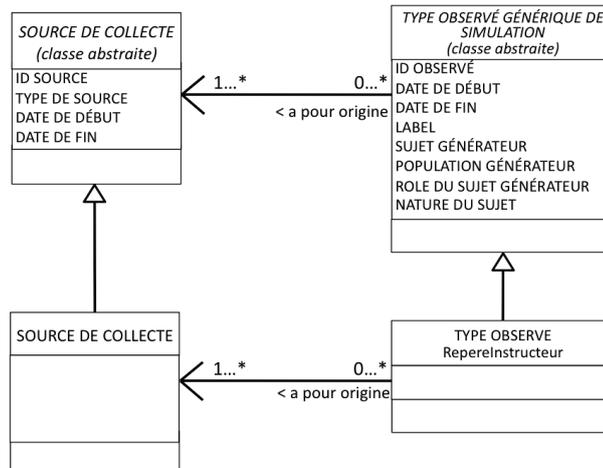 SOURCE DE COLLECTE
(classe abstraite)
ID SOURCE
TYPE DE SOURCE
DATE DE DÉBUT
DATE DE FIN
1...*
0...*
< a pour origine
TYPE OBSERVÉ GÉNÉRIQUE DE
SIMULATION
(classe abstraite)
ID OBSERVÉ
DATE DE DÉBUT
DATE DE FIN
LABEL
SUJET GÉNÉRATEUR
POPULATION GÉNÉRATEUR
ROLE DU SUJET GÉNÉRATEUR
NATURE DU SUJET
SOURCE DE COLLECTE
1...*
0...*
< a pour origine
TYPE OBSERVE
RepereInstructeur